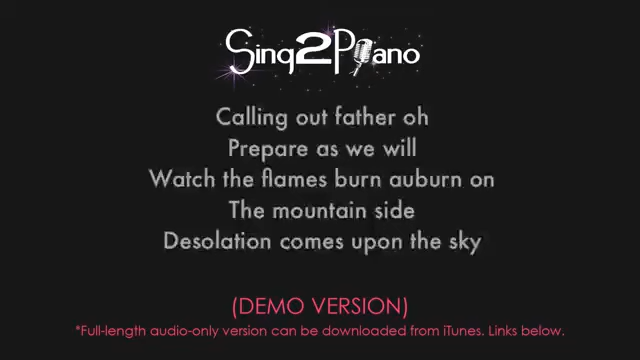 Sing2Piano
Calling out father oh
Prepare as we will
Watch the flames burn auburn on
The mountain side
Desolation comes upon the sky
(DEMO VERSION)
*Full-length audio-only version can be downloaded from iTunes. Links below.